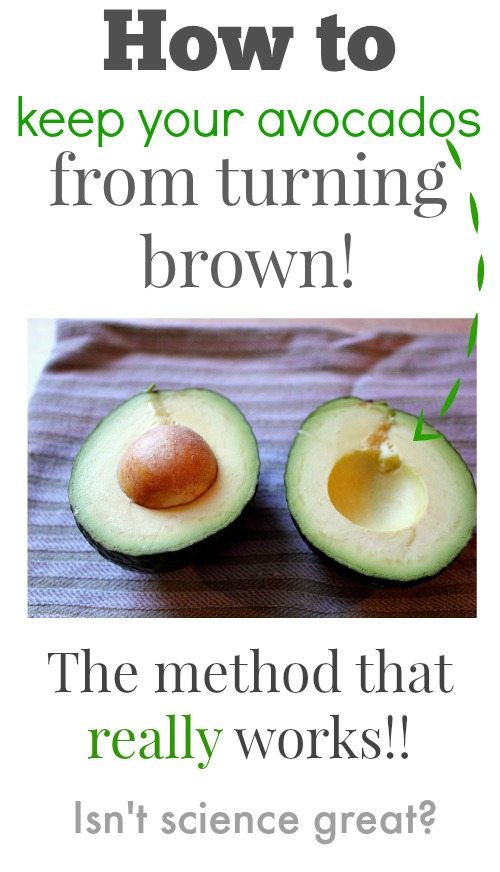 How to
keep your avocados
from turning
brown!
The method that
really works!!
Isn't science great?